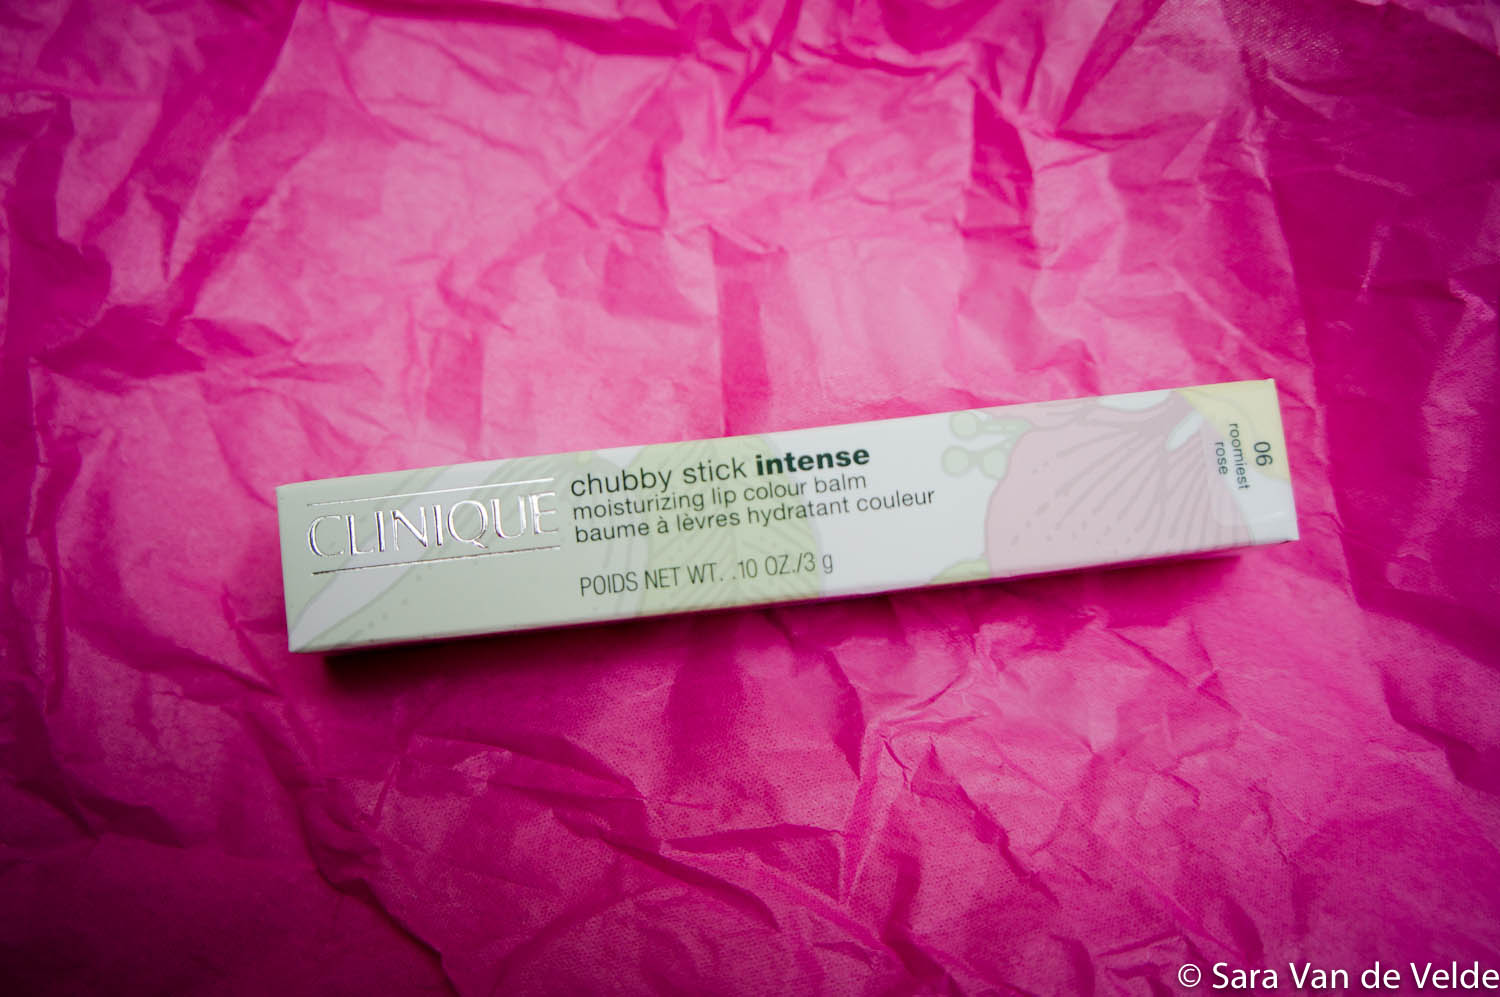 CLINIQUE
chubby stick intense
moisturizing lip colour balm
baume à lèvres hydratant couleur
POIDS NET WT. .10 OZ./3 g
06
roomiest
rose
© Sara Van de Velde